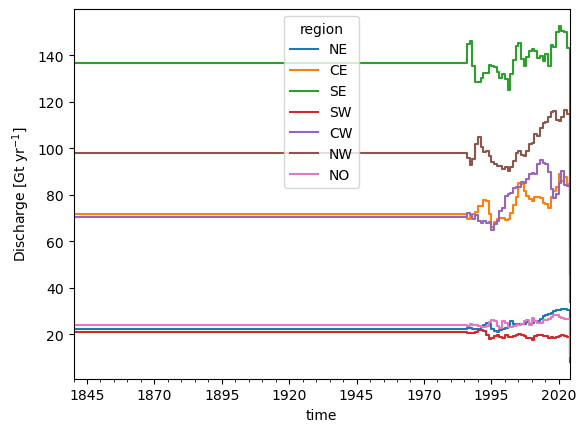 region
NE
CE
SE
SW
CW
NW
NO
Discharge [Gt yr⁻¹]
140
120
100
80
60
40
20
1845 1870 1895 1920 1945 1970 1995 2020
time